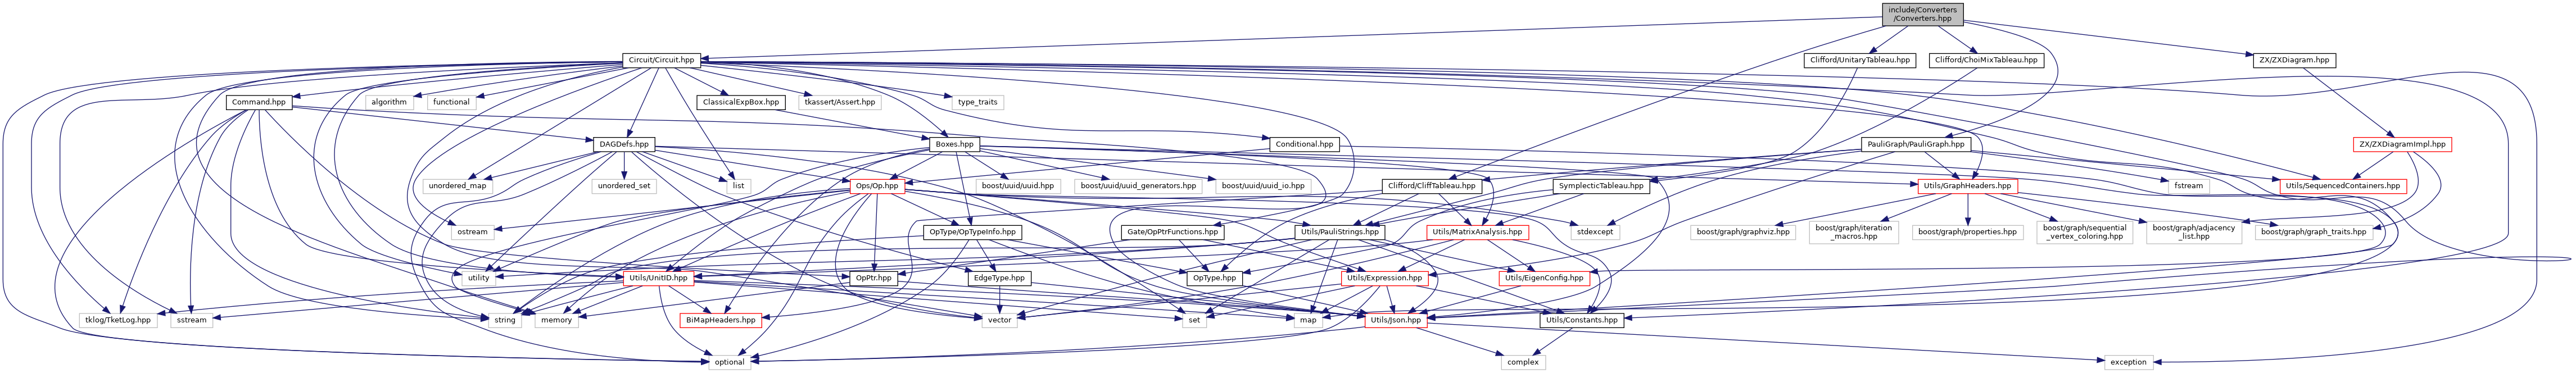 include/Converters
/Converters.hpp
Circuit/Circuit.hpp
Clifford/UnitaryTableau.hpp
Clifford/ChoiMixTableau.hpp
ZX/ZXDiagram.hpp
Command.hpp
algorithm
functional
ClassicalExpBox.hpp
tkassert/Assert.hpp
type_traits
DAGDefs.hpp
Boxes.hpp
Conditional.hpp
PauliGraph/PauliGraph.hpp
ZX/ZXDiagramImpl.hpp
unordered_map
unordered_set
list
Ops/Op.hpp
boost/uuid/uuid.hpp
boost/uuid/uuid_generators.hpp
boost/uuid/uuid_io.hpp
Clifford/CliffTableau.hpp
SymplecticTableau.hpp
Utils/GraphHeaders.hpp
fstream
Utils/SequencedContainers.hpp
ostream
OpType/OpTypeInfo.hpp
Gate/OpPtrFunctions.hpp
Utils/PauliStrings.hpp
Utils/MatrixAnalysis.hpp
stdexcept
boost/graph/graphviz.hpp
boost/graph/iteration
_macros.hpp
boost/graph/properties.hpp
boost/graph/sequential
_vertex_coloring.hpp
boost/graph/adjacency
_list.hpp
boost/graph/graph_traits.hpp
utility
Utils/UnitID.hpp
OpPtr.hpp
EdgeType.hpp
OpType.hpp
Utils/Expression.hpp
Utils/EigenConfig.hpp
tklog/TketLog.hpp
sstream
string
memory
BiMapHeaders.hpp
vector
set
map
Utils/Json.hpp
Utils/Constants.hpp
optional
complex
exception